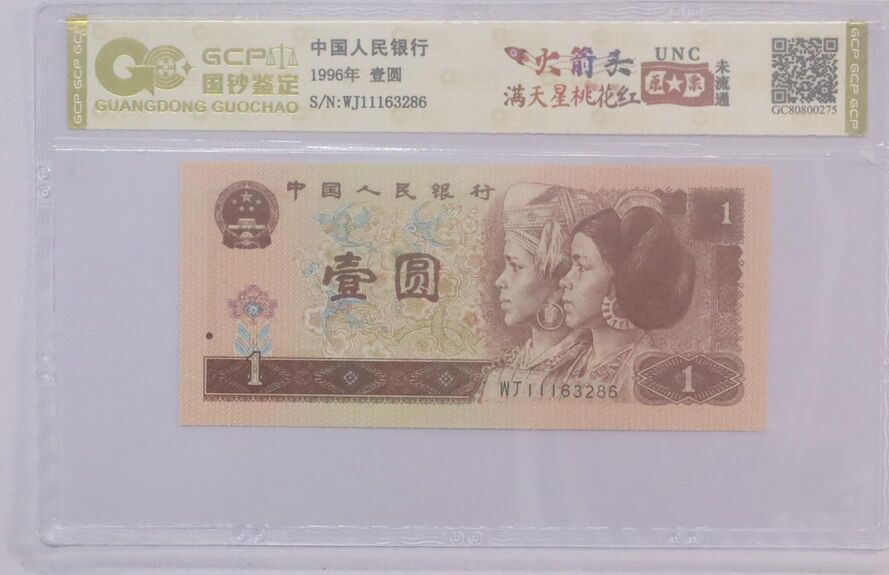 GCP GCP GCP
GCP
国钞鉴定
GUANGDONG GUOCHAO
中国人民银行
1996年 壹圆
S/N:WJ11163286
火箭头
满天星桃花红
UNC
原★票
未流通
GC80800275
GCP GCP GCP
中国人民银行
壹圆
1
1
1
WJ11163286